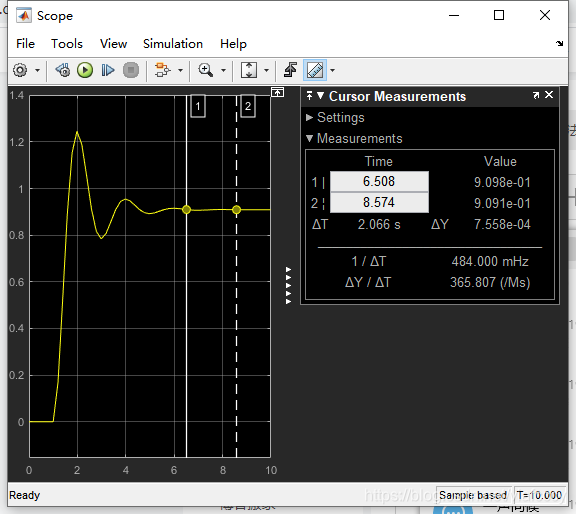 Scope
File Tools View Simulation Help
1.4
1.2
1
0.8
0.6
0.4
0.2
0
0 2 4 6 8 10
1 2
Cursor Measurements
Settings
Measurements
Time Value
1 | 6.508 9.098e-01
2 ¦ 8.574 9.091e-01
ΔT 2.066 s ΔY 7.558e-04
1 / ΔT 484.000 mHz
ΔY / ΔT 365.807 (/Ms)
Ready
Sample based T=10.000